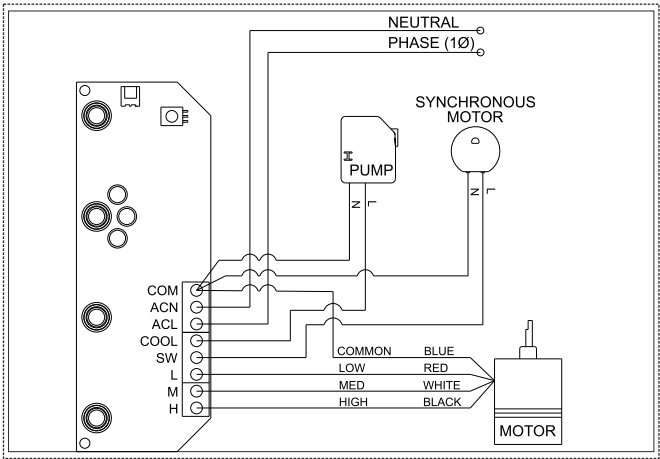 NEUTRAL
PHASE (1Ø)
SYNCHRONOUS
MOTOR
PUMP
N L
N L
COM
ACN
ACL
COOL
SW
L
M
H
COMMON BLUE
LOW RED
MED WHITE
HIGH BLACK
MOTOR